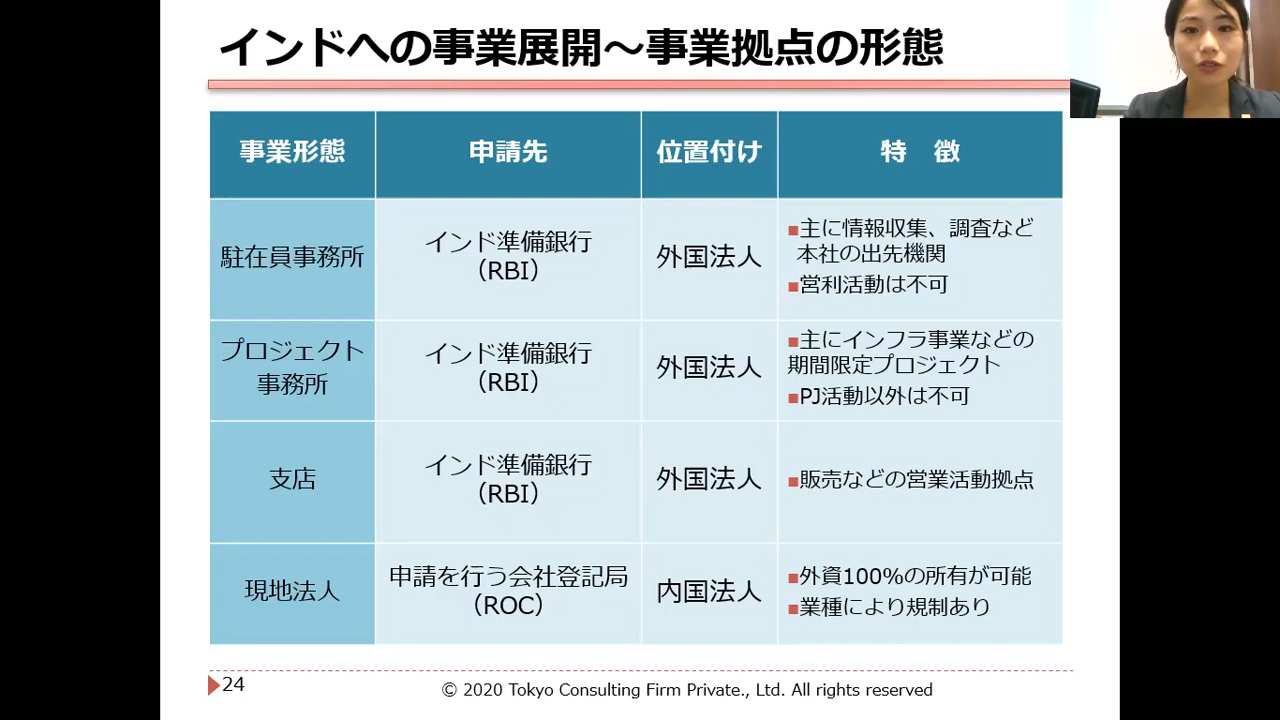 インドへの事業展開～事業拠点の形態
事業形態
申請先
位置付け
特 徴
駐在員事務所
インド準備銀行
（RBI）
外国法人
■主に情報収集、調査など
本社の出先機関
■営利活動は不可
プロジェクト
事務所
インド準備銀行
（RBI）
外国法人
■主にインフラ事業などの
期間限定プロジェクト
■PJ活動以外は不可
支店
インド準備銀行
（RBI）
外国法人
■販売などの営業活動拠点
現地法人
申請を行う会社登記局
（ROC）
内国法人
■外資100%の所有が可能
■業種により規制あり
24
© 2020 Tokyo Consulting Firm Private., Ltd. All rights reserved